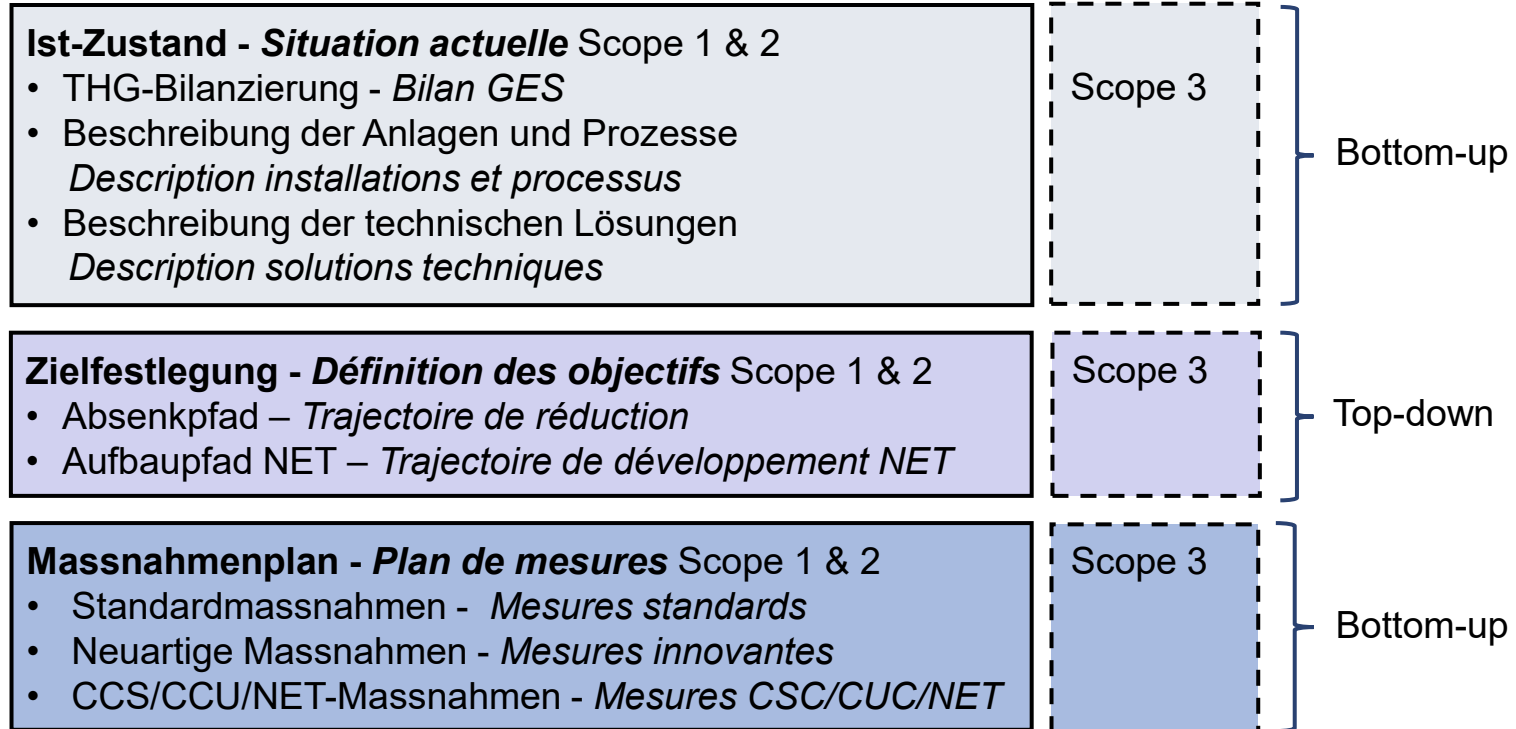 Ist-Zustand - Situation actuelle Scope 1 & 2
• THG-Bilanzierung - Bilan GES
• Beschreibung der Anlagen und Prozesse
Description installations et processus
• Beschreibung der technischen Lösungen
Description solutions techniques
Scope 3
Bottom-up
Zielfestlegung - Définition des objectifs Scope 1 & 2
• Absenkpfad – Trajectoire de réduction
• Aufbaupfad NET – Trajectoire de développement NET
Scope 3
Top-down
Massnahmenplan - Plan de mesures Scope 1 & 2
• Standardmassnahmen - Mesures standards
• Neuartige Massnahmen - Mesures innovantes
• CCS/CCU/NET-Massnahmen - Mesures CSC/CUC/NET
Scope 3
Bottom-up